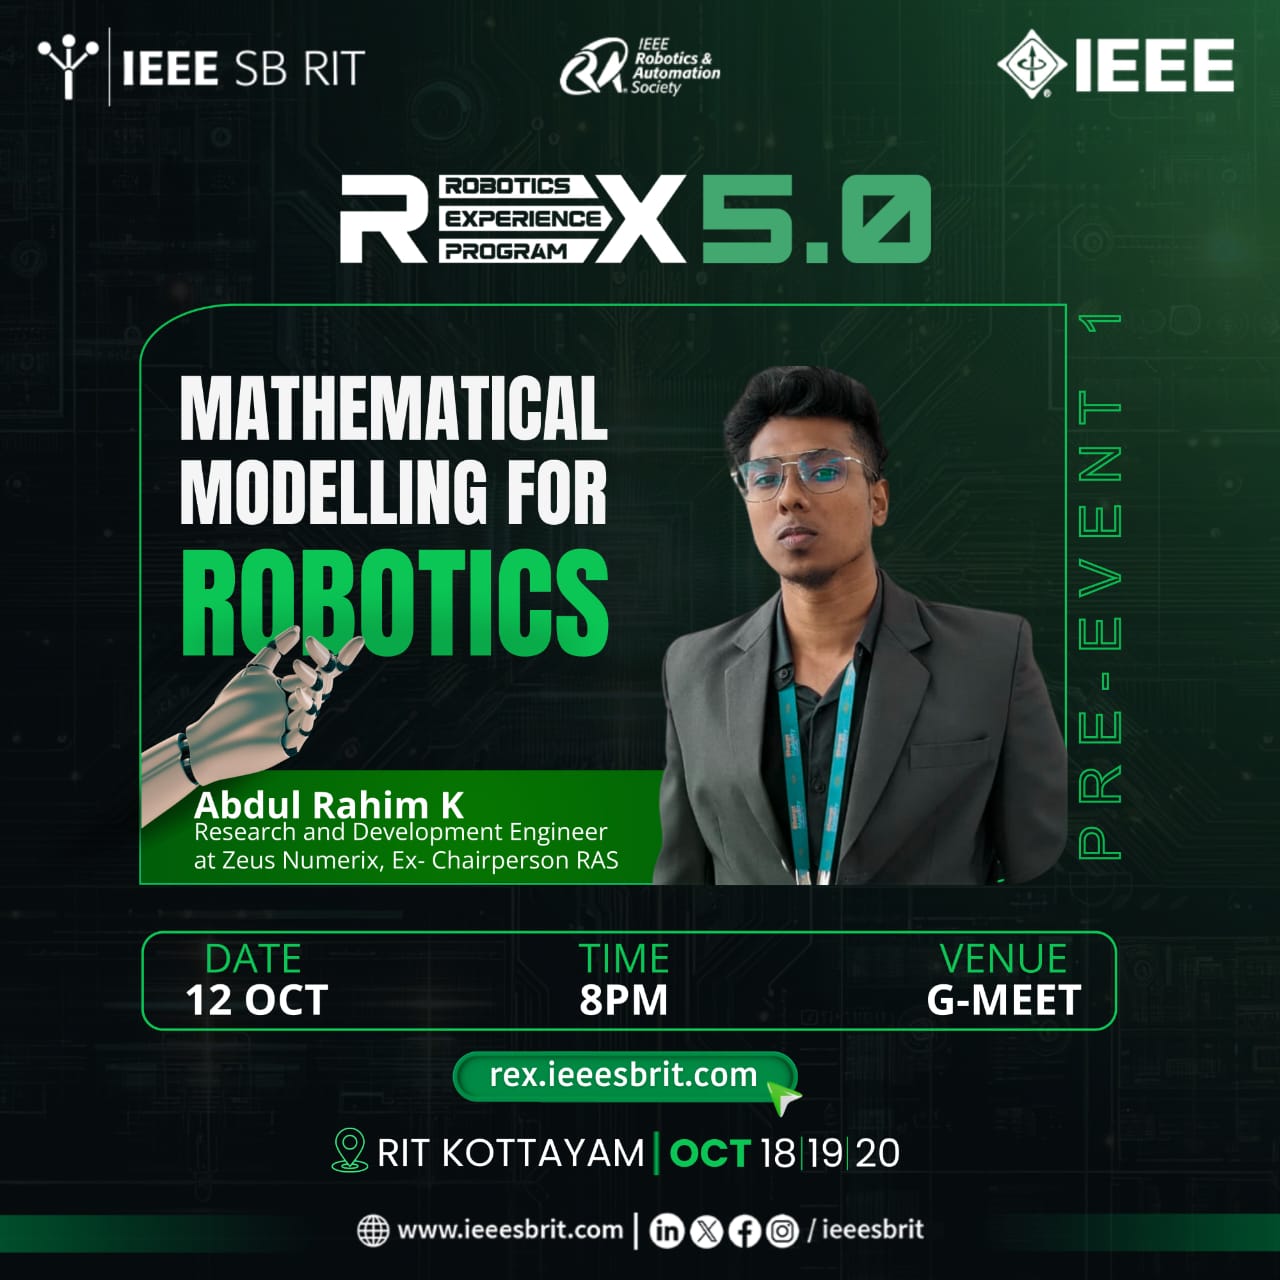 IEEE SB RIT
IEEE
Robotics &
Automation
Society
IEEE
REX 5.0
ROBOTICS
EXPERIENCE
PROGRAM
PRE-EVENT 1
MATHEMATICAL
MODELLING FOR
ROBOTICS
Abdul Rahim K
Research and Development Engineer
at Zeus Numerix, Ex- Chairperson RAS
DATE
12 OCT
TIME
8PM
VENUE
G-MEET
rex.ieeesbrit.com
RIT KOTTAYAM | OCT 18|19|20
www.ieeesbrit.com | in X f / ieeesbrit